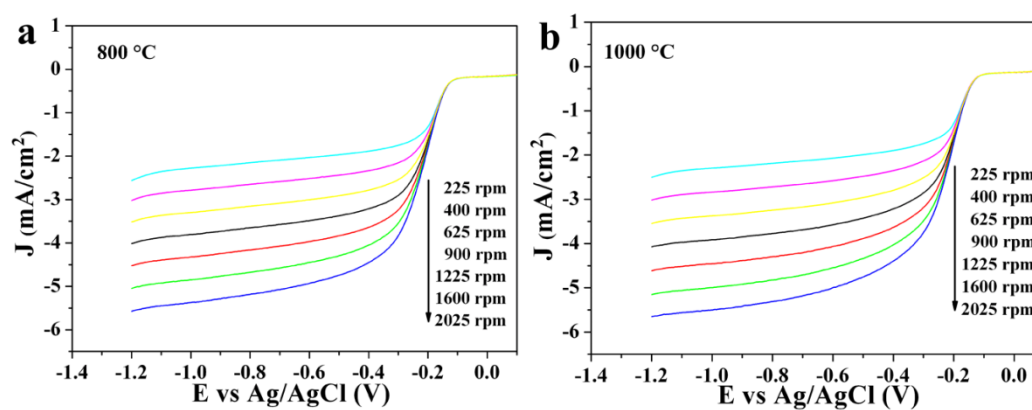 a
800 °C
0
-1
-2
-3
-4
-5
-6
J (mA/cm²)
225 rpm
400 rpm
625 rpm
900 rpm
1225 rpm
1600 rpm
2025 rpm
-1.4 -1.2 -1.0 -0.8 -0.6 -0.4 -0.2 0.0
E vs Ag/AgCl (V)
b
1000 °C
1
0
-1
-2
-3
-4
-5
-6
J (mA/cm²)
225 rpm
400 rpm
625 rpm
900 rpm
1225 rpm
1600 rpm
2025 rpm
-1.4 -1.2 -1.0 -0.8 -0.6 -0.4 -0.2 0.0
E vs Ag/AgCl (V)